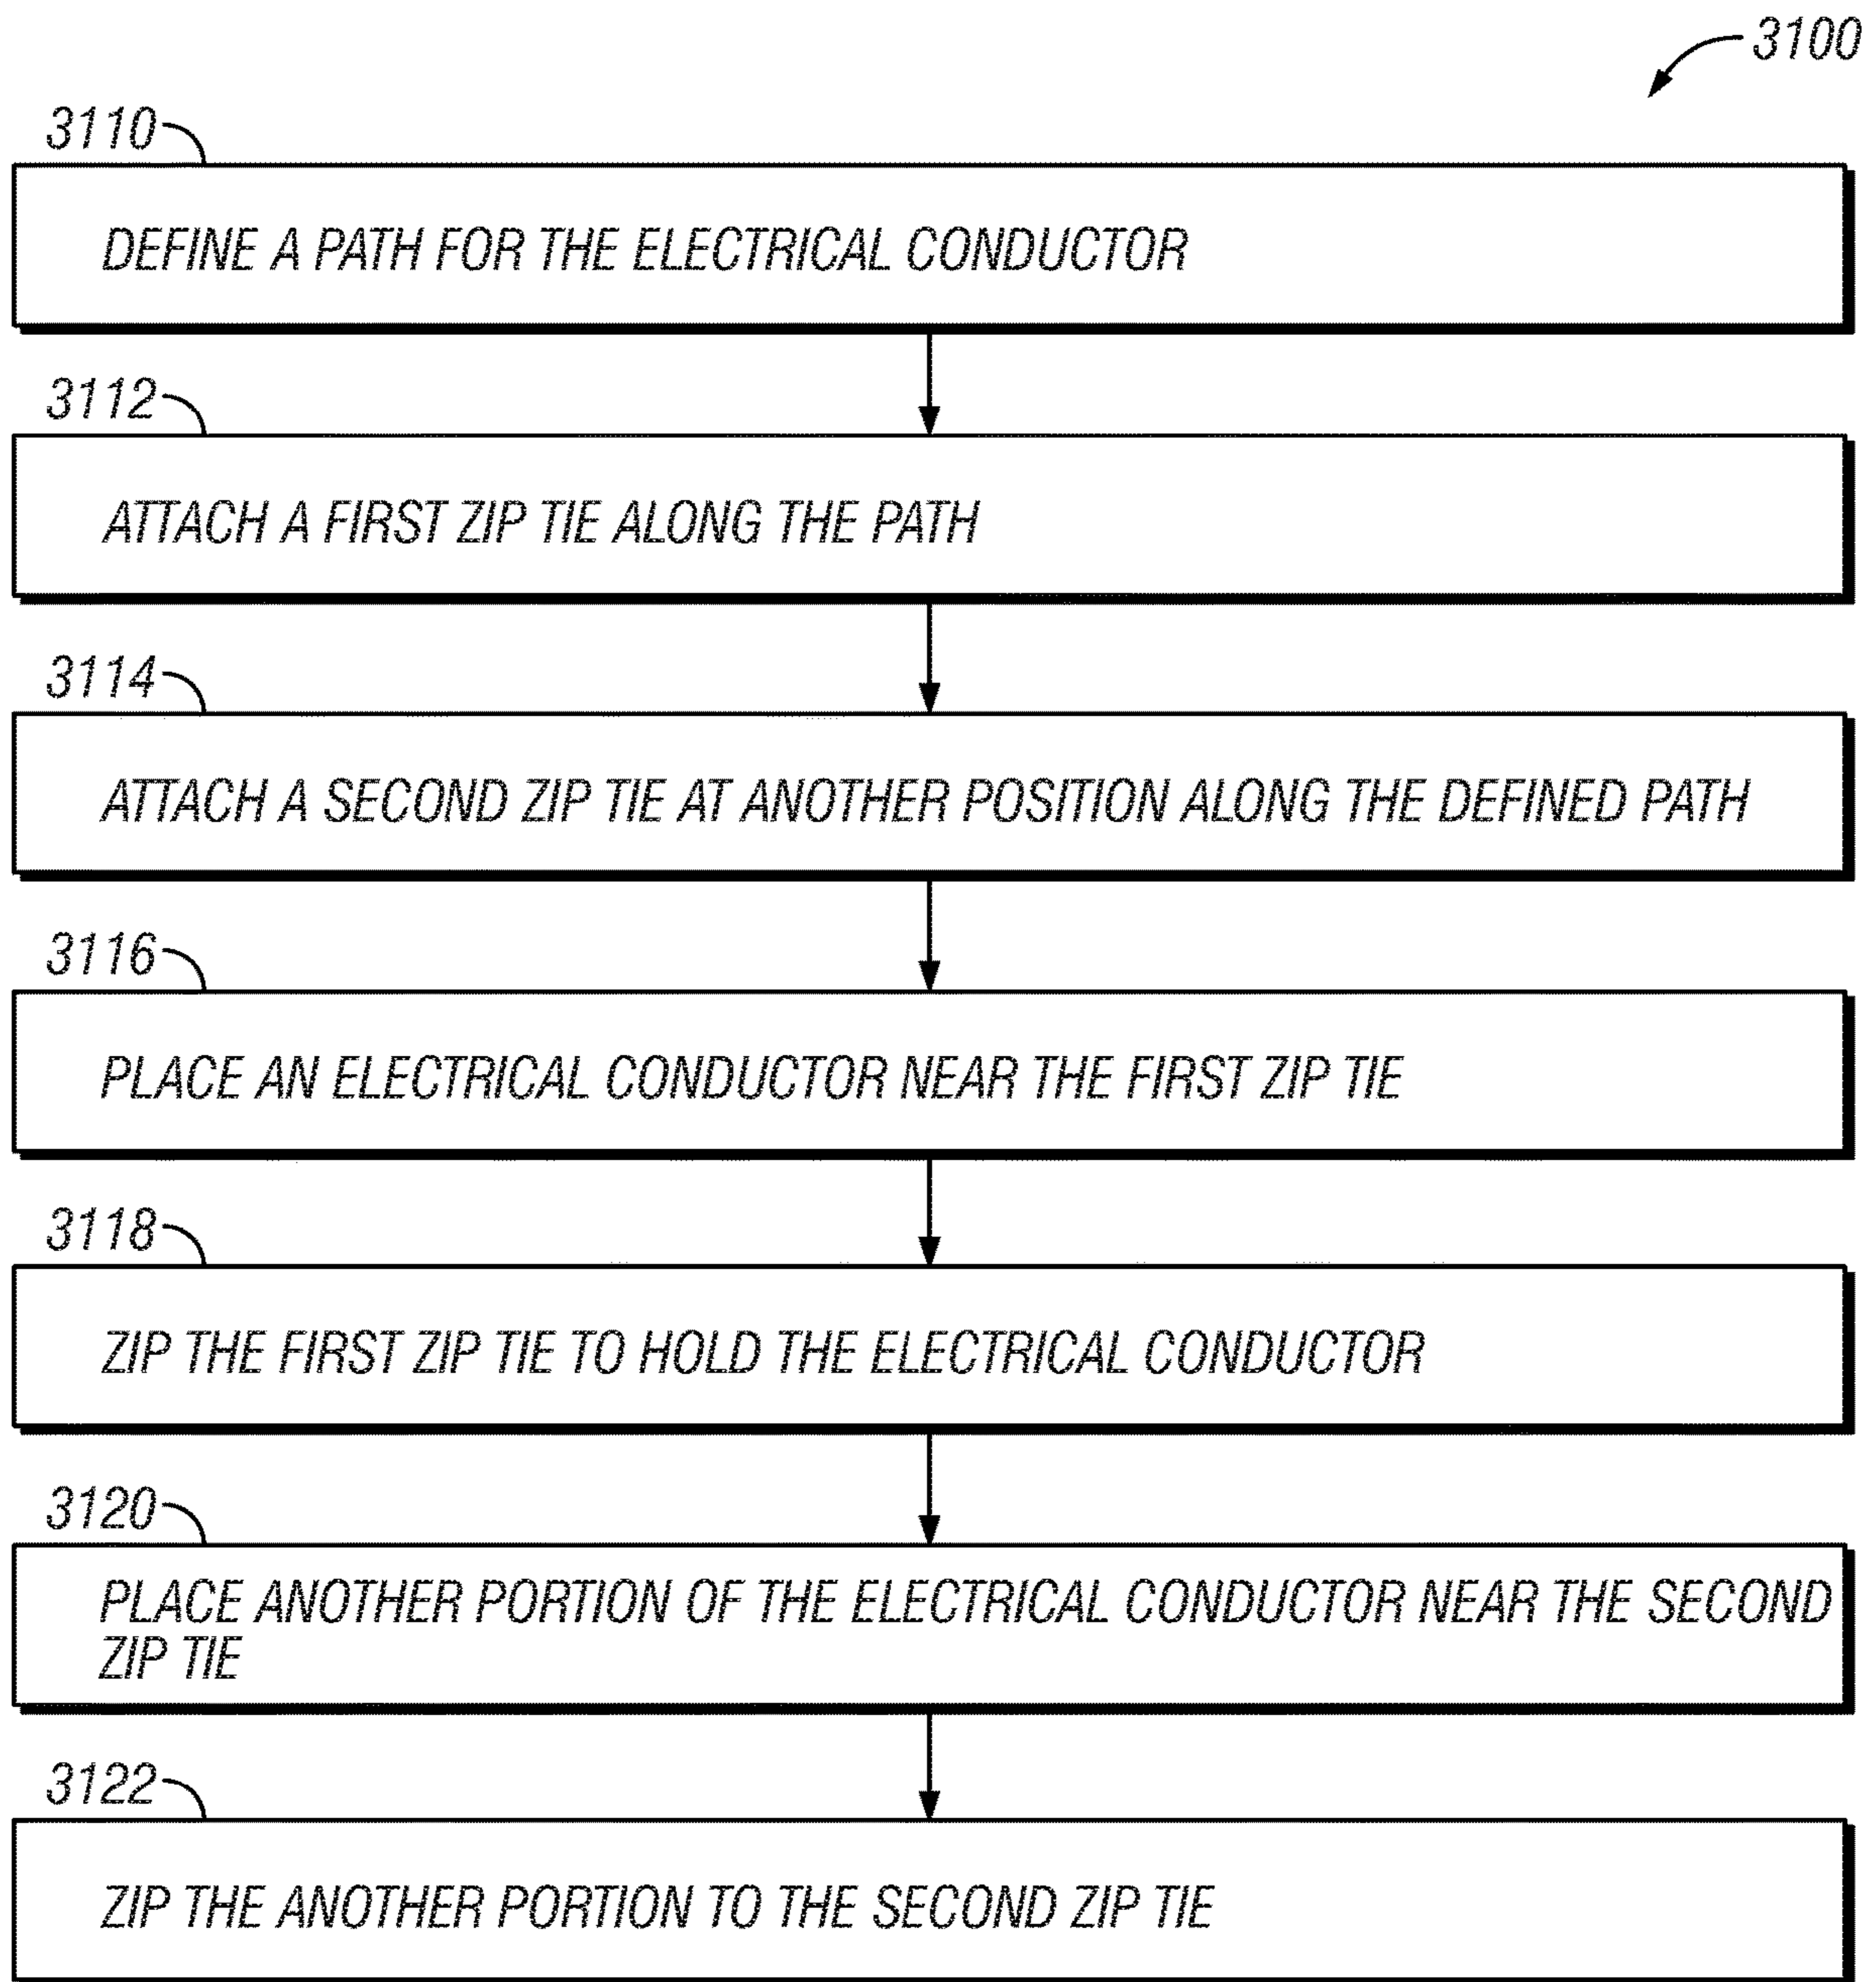 3100
3110
DEFINE A PATH FOR THE ELECTRICAL CONDUCTOR
3112
ATTACH A FIRST ZIP TIE ALONG THE PATH
3114
ATTACH A SECOND ZIP TIE AT ANOTHER POSITION ALONG THE DEFINED PATH
3116
PLACE AN ELECTRICAL CONDUCTOR NEAR THE FIRST ZIP TIE
3118
ZIP THE FIRST ZIP TIE TO HOLD THE ELECTRICAL CONDUCTOR
3120
PLACE ANOTHER PORTION OF THE ELECTRICAL CONDUCTOR NEAR THE SECOND
ZIP TIE
3122
ZIP THE ANOTHER PORTION TO THE SECOND ZIP TIE